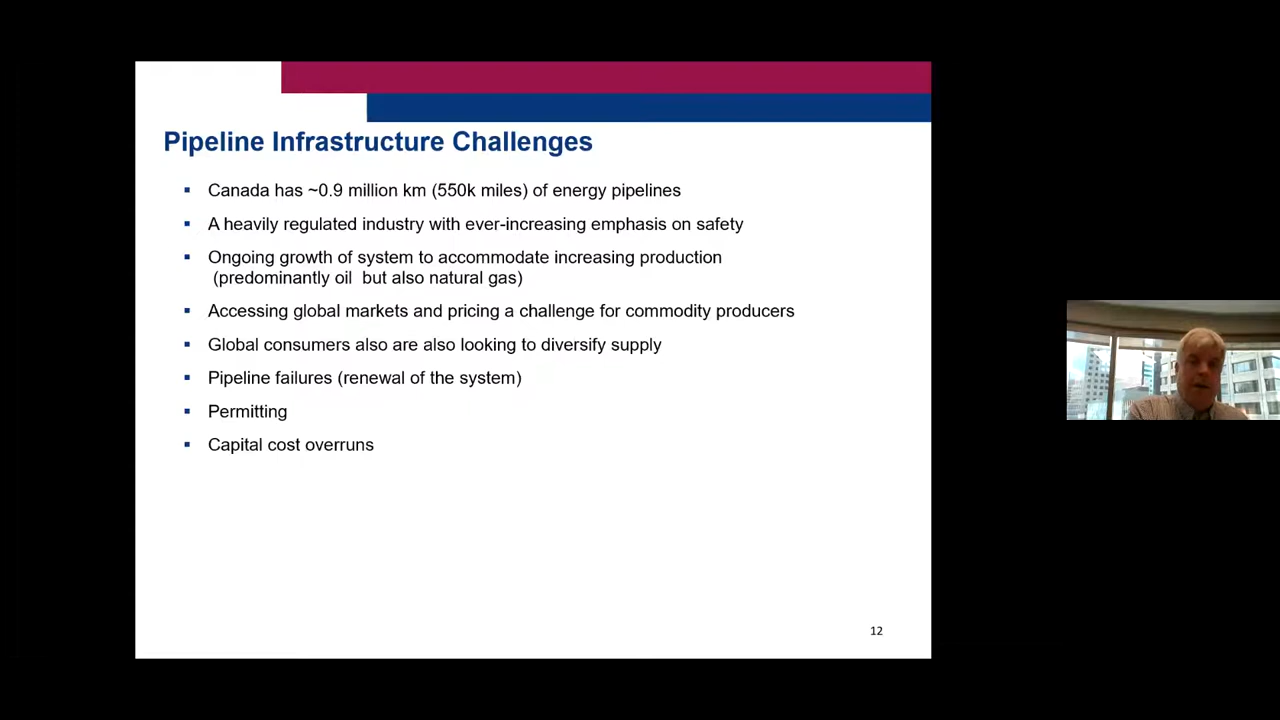 Pipeline Infrastructure Challenges
▪ Canada has ~0.9 million km (550k miles) of energy pipelines
▪ A heavily regulated industry with ever-increasing emphasis on safety
▪ Ongoing growth of system to accommodate increasing production
(predominantly oil but also natural gas)
▪ Accessing global markets and pricing a challenge for commodity producers
▪ Global consumers also are also looking to diversify supply
▪ Pipeline failures (renewal of the system)
▪ Permitting
▪ Capital cost overruns
12